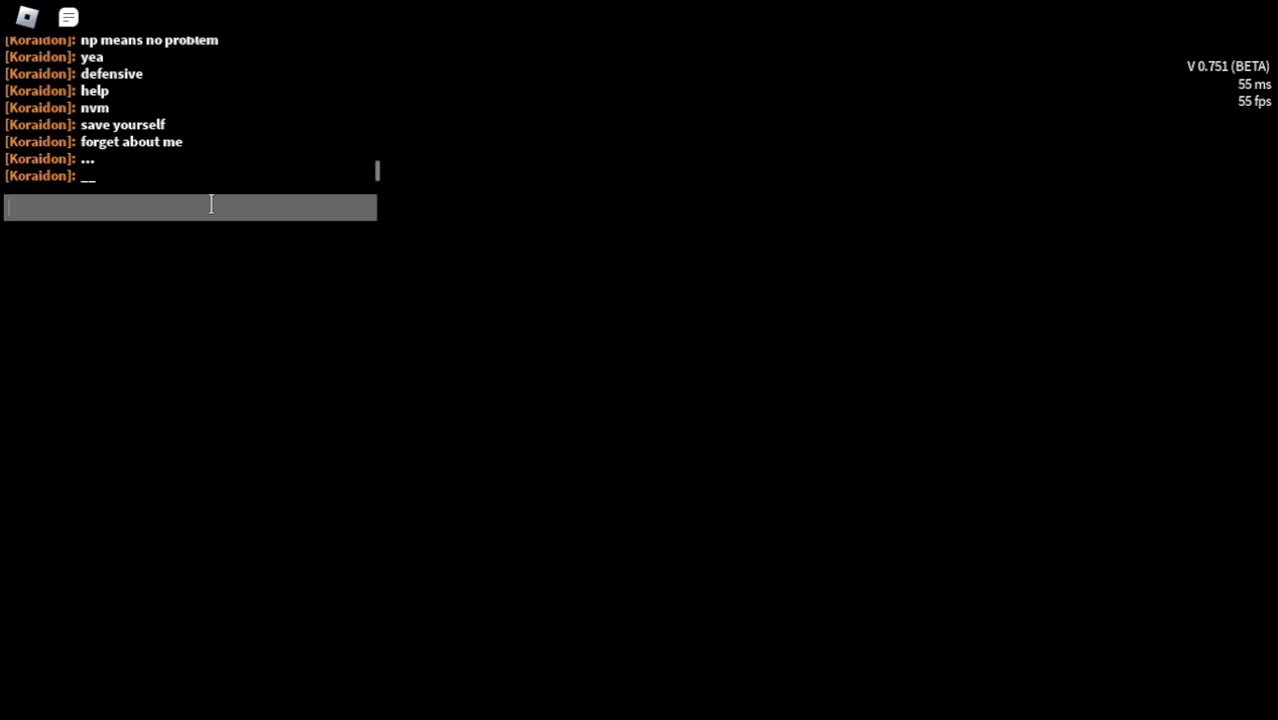 [Koraidon]: np means no problem
[Koraidon]: yea
[Koraidon]: defensive
[Koraidon]: help
[Koraidon]: nvm
[Koraidon]: save yourself
[Koraidon]: forget about me
[Koraidon]: ...
[Koraidon]: __
V 0.751 (BETA)
55 ms
55 fps